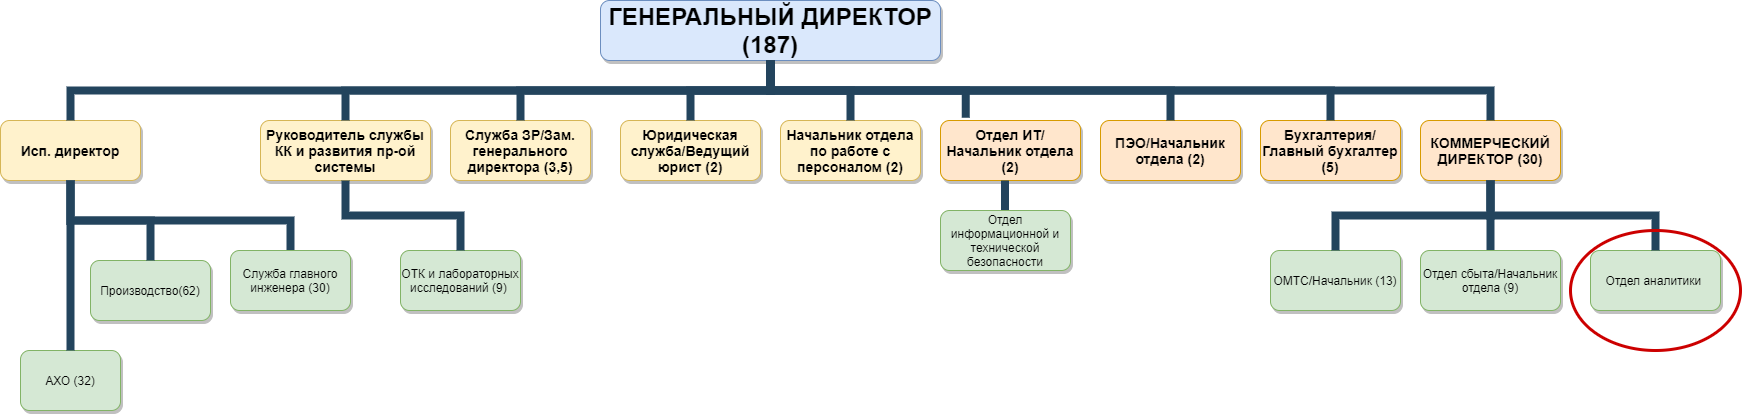 ГЕНЕРАЛЬНЫЙ ДИРЕКТОР
(187)
Исп. директор
Руководитель службы
КК и развития пр-ой
системы
Служба ЗР/Зам.
генерального
директора (3,5)
Юридическая
служба/Ведущий
юрист (2)
Начальник отдела
по работе с
персоналом (2)
Отдел ИТ/
Начальник отдела
(2)
ПЭО/Начальник
отдела (2)
Бухгалтерия/
Главный бухгалтер
(5)
КОММЕРЧЕСКИЙ
ДИРЕКТОР (30)
Производство(62)
Служба главного
инженера (30)
ОТК и лабораторных
исследований (9)
Отдел
информационной и
технической
безопасности
ОМТС/Начальник (13)
Отдел сбыта/Начальник
отдела (9)
Отдел аналитики
АХО (32)